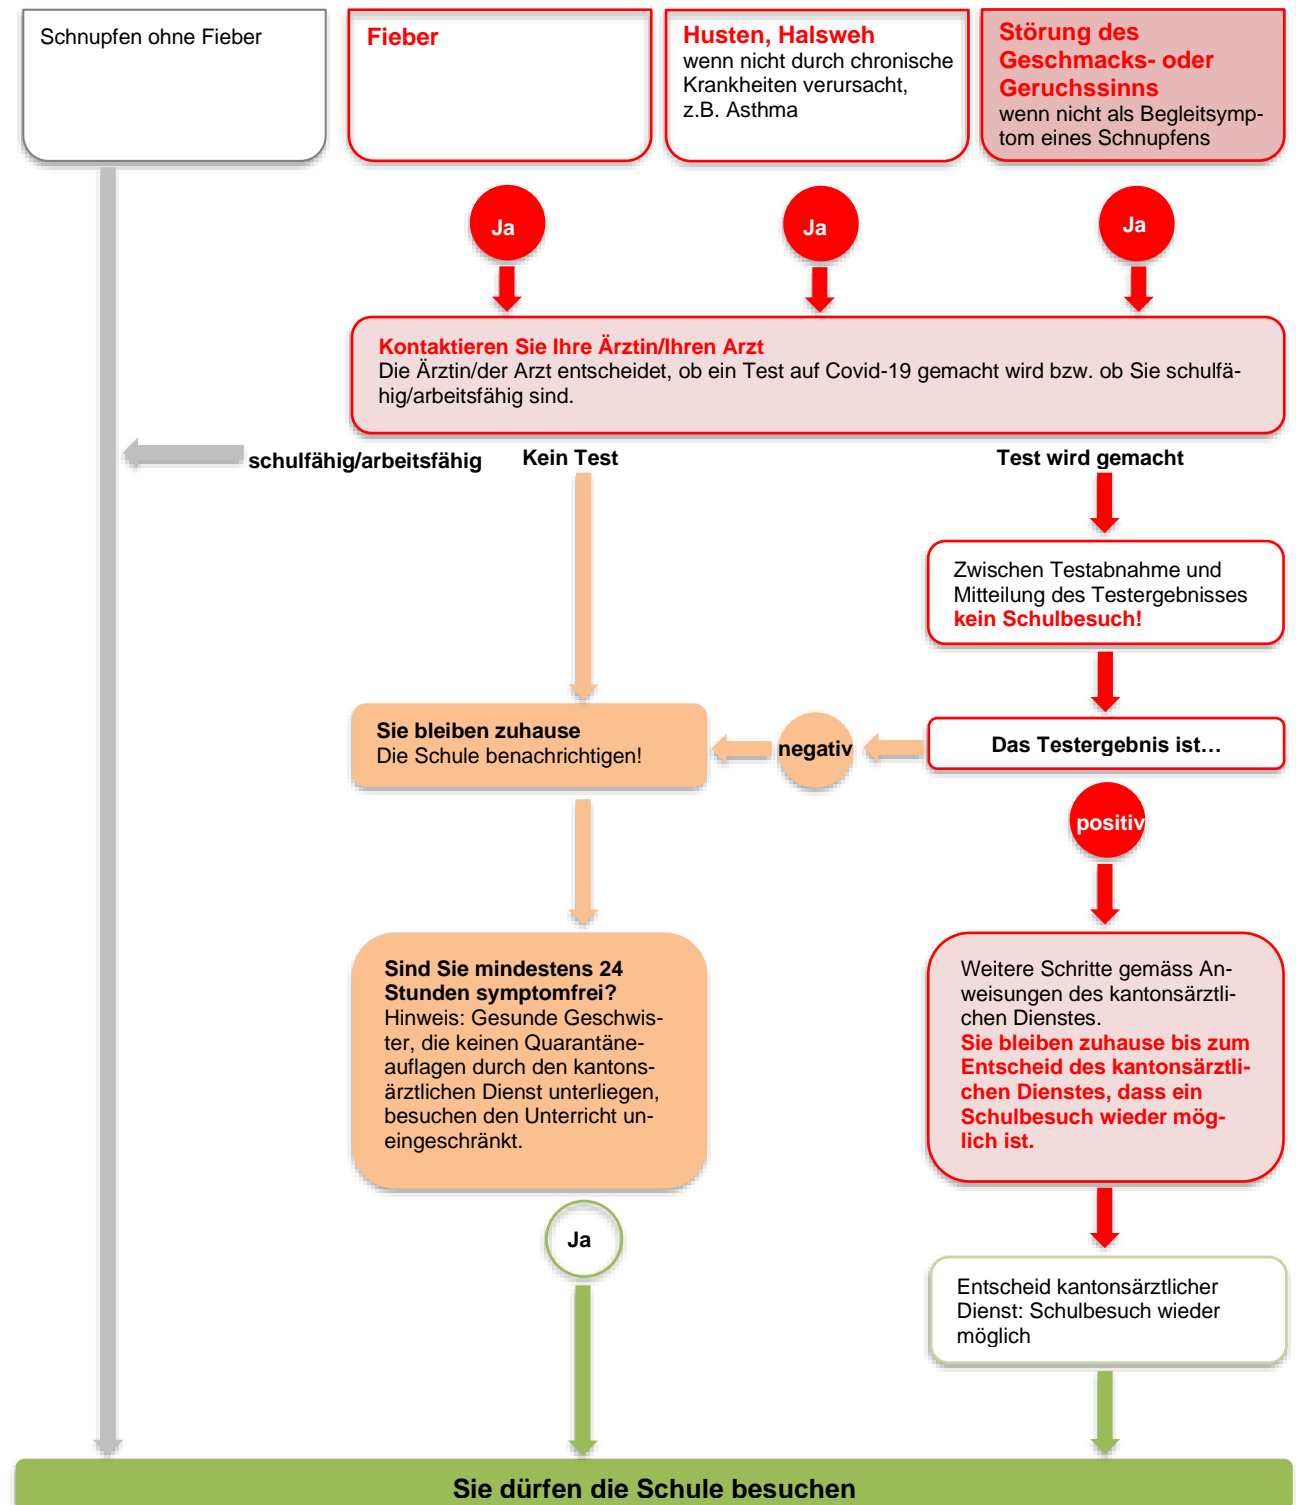 Schnupfen ohne Fieber
Fieber
Husten, Halsweh
wenn nicht durch chronische
Krankheiten verursacht,
z.B. Asthma
Störung des
Geschmacks- oder
Geruchssinns
wenn nicht als Begleitsymp-
tom eines Schnupfens
Ja
Ja
Ja
Kontaktieren Sie Ihre Ärztin/Ihren Arzt
Die Ärztin/der Arzt entscheidet, ob ein Test auf Covid-19 gemacht wird bzw. ob Sie schulfä-
hig/arbeitsfähig sind.
schulfähig/arbeitsfähig
Kein Test
Test wird gemacht
Zwischen Testabnahme und
Mitteilung des Testergebnisses
kein Schulbesuch!
Sie bleiben zuhause
Die Schule benachrichtigen!
negativ
Das Testergebnis ist…
positiv
Sind Sie mindestens 24
Stunden symptomfrei?
Hinweis: Gesunde Geschwis-
ter, die keinen Quarantäne-
auflagen durch den kantons-
ärztlichen Dienst unterliegen,
besuchen den Unterricht un-
eingeschränkt.
Weitere Schritte gemäss An-
weisungen des kantonsärztli-
chen Dienstes.
Sie bleiben zuhause bis zum
Entscheid des kantonsärztli-
chen Dienstes, dass ein
Schulbesuch wieder mög-
lich ist.
Ja
Entscheid kantonsärztlicher
Dienst: Schulbesuch wieder
möglich
Sie dürfen die Schule besuchen